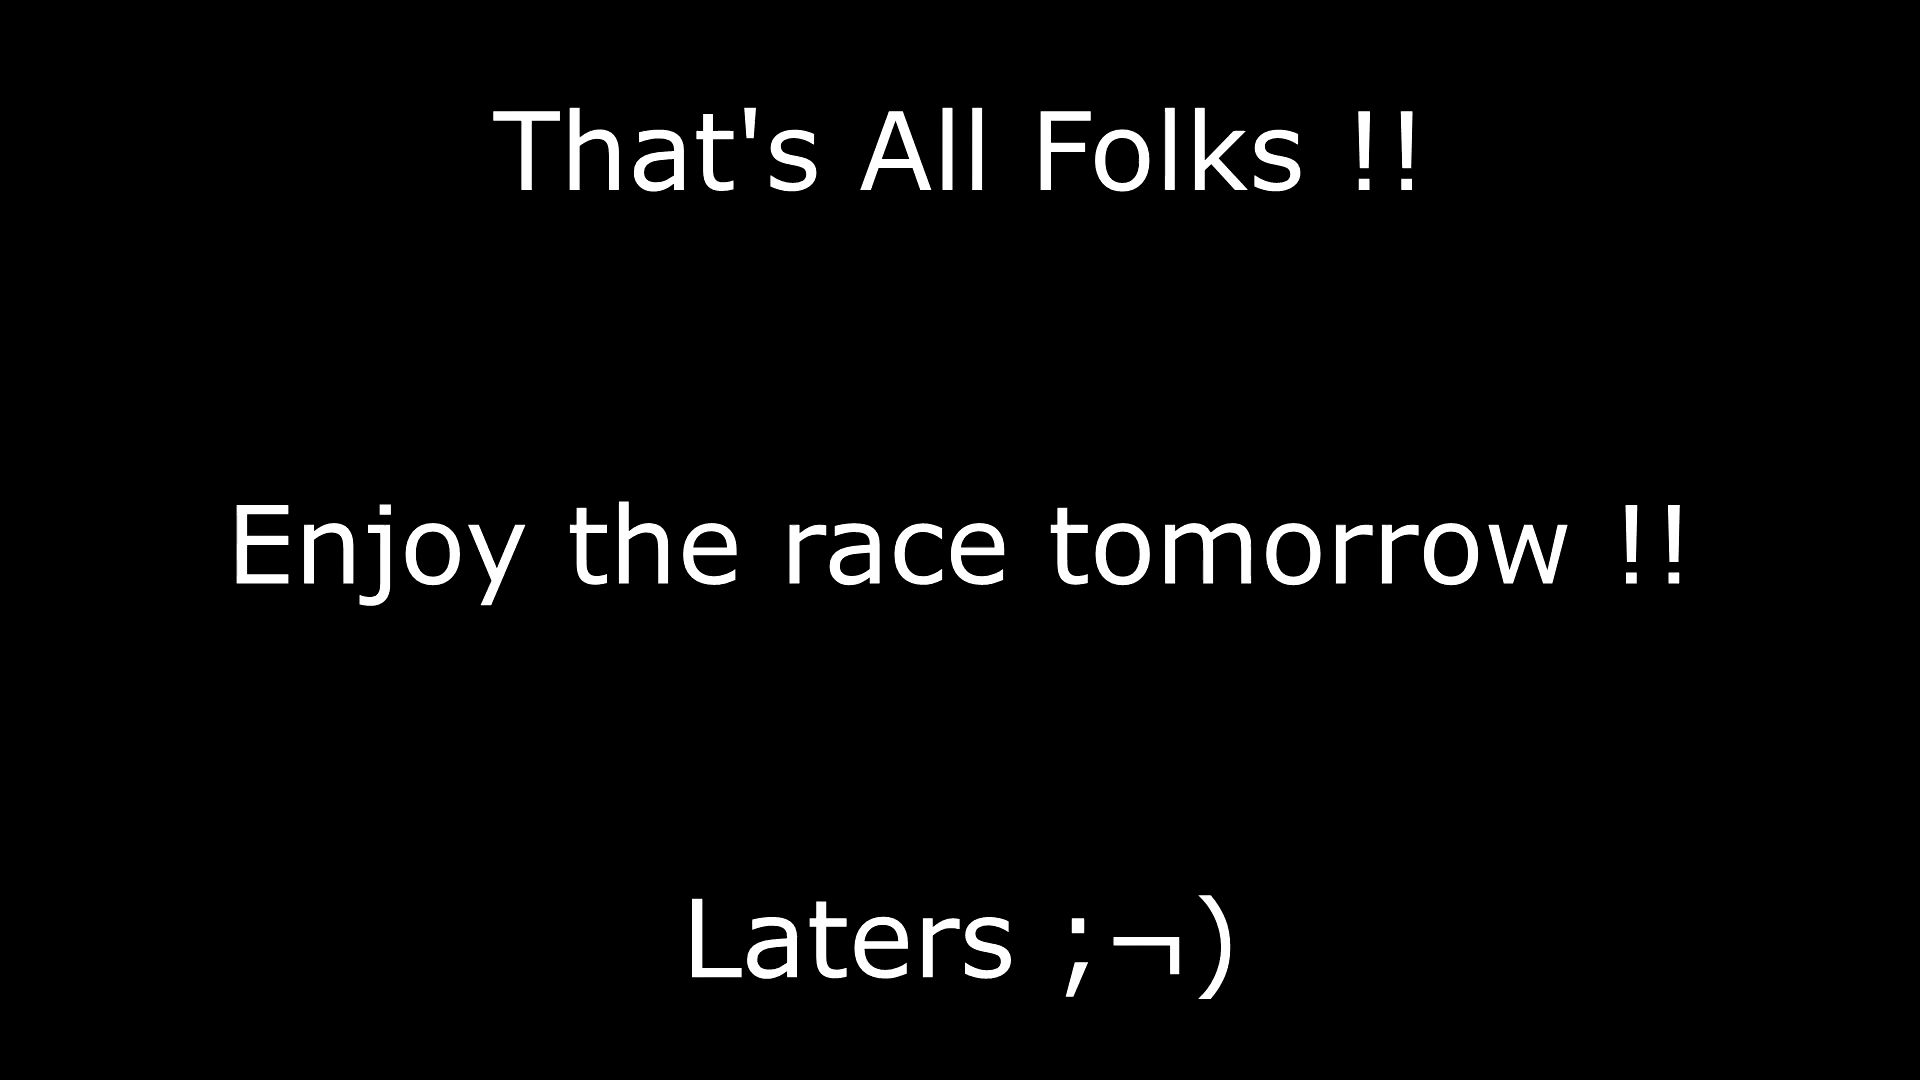 That's All Folks !!
Enjoy the race tomorrow !!
Laters ;¬)